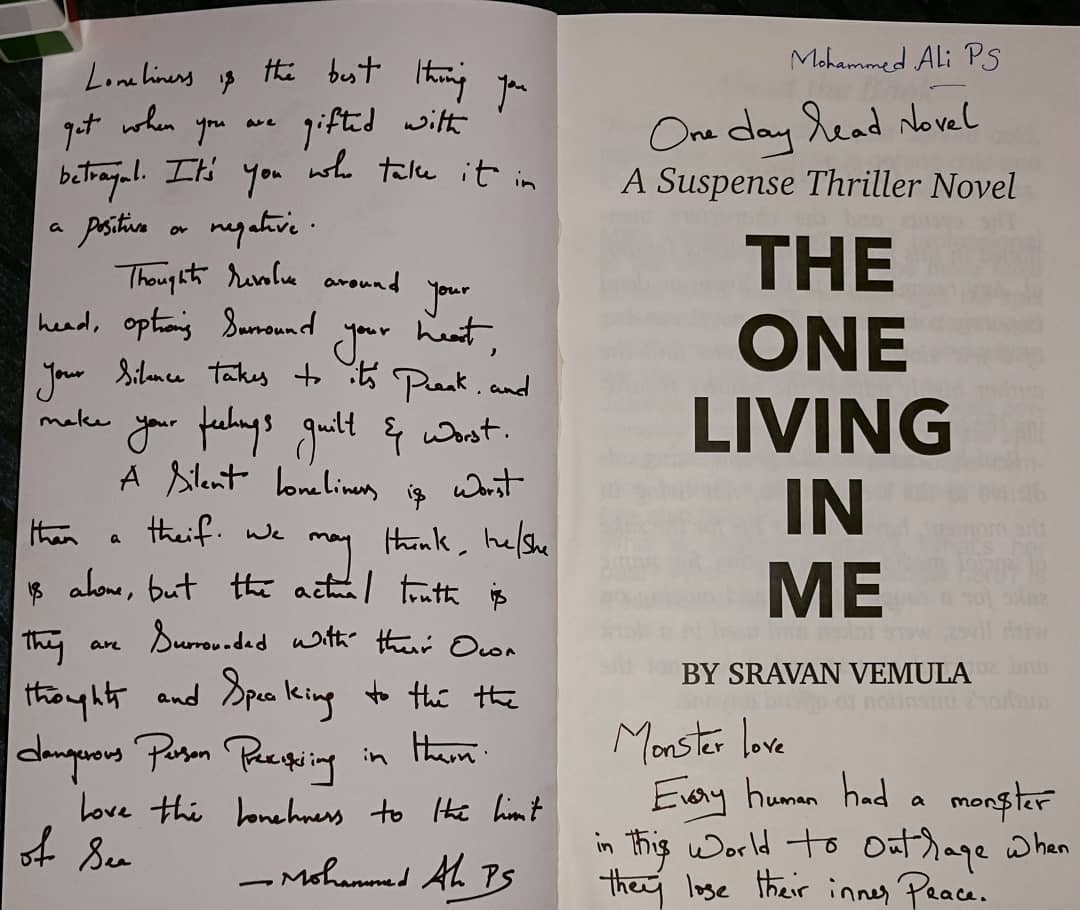 Loneliness is the best thing you
get when you are gifted with
betrayal. It's you who take it in
a positive or negative.
Thoughts Revolve around your
head, options Surround your heart,
your Silence takes to it's Peak. and
make your feelings guilt & worst.
A Silent loneliness is worst
than a theif. we may think, he/she
is alone, but the actual truth is
they are Surrounded with their Own
thoughts and Speaking to the the
dangerous Person in them.
Love the loneliness to the limit
of Sea
— Mohammed Ali PS
Mohammed Ali PS
One day Read Novel
A Suspense Thriller Novel
THE
ONE
LIVING
IN
ME
BY SRAVAN VEMULA
Monster love
Every human had a monster
in this world to outrage when
they lose their inner Peace.